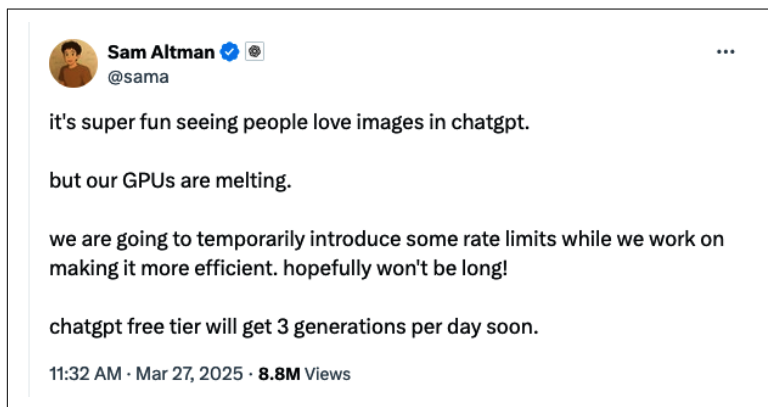 Sam Altman
@sama
it's super fun seeing people love images in chatgpt.
but our GPUs are melting.
we are going to temporarily introduce some rate limits while we work on
making it more efficient. hopefully won't be long!
chatgpt free tier will get 3 generations per day soon.
11:32 AM · Mar 27, 2025 · 8.8M Views